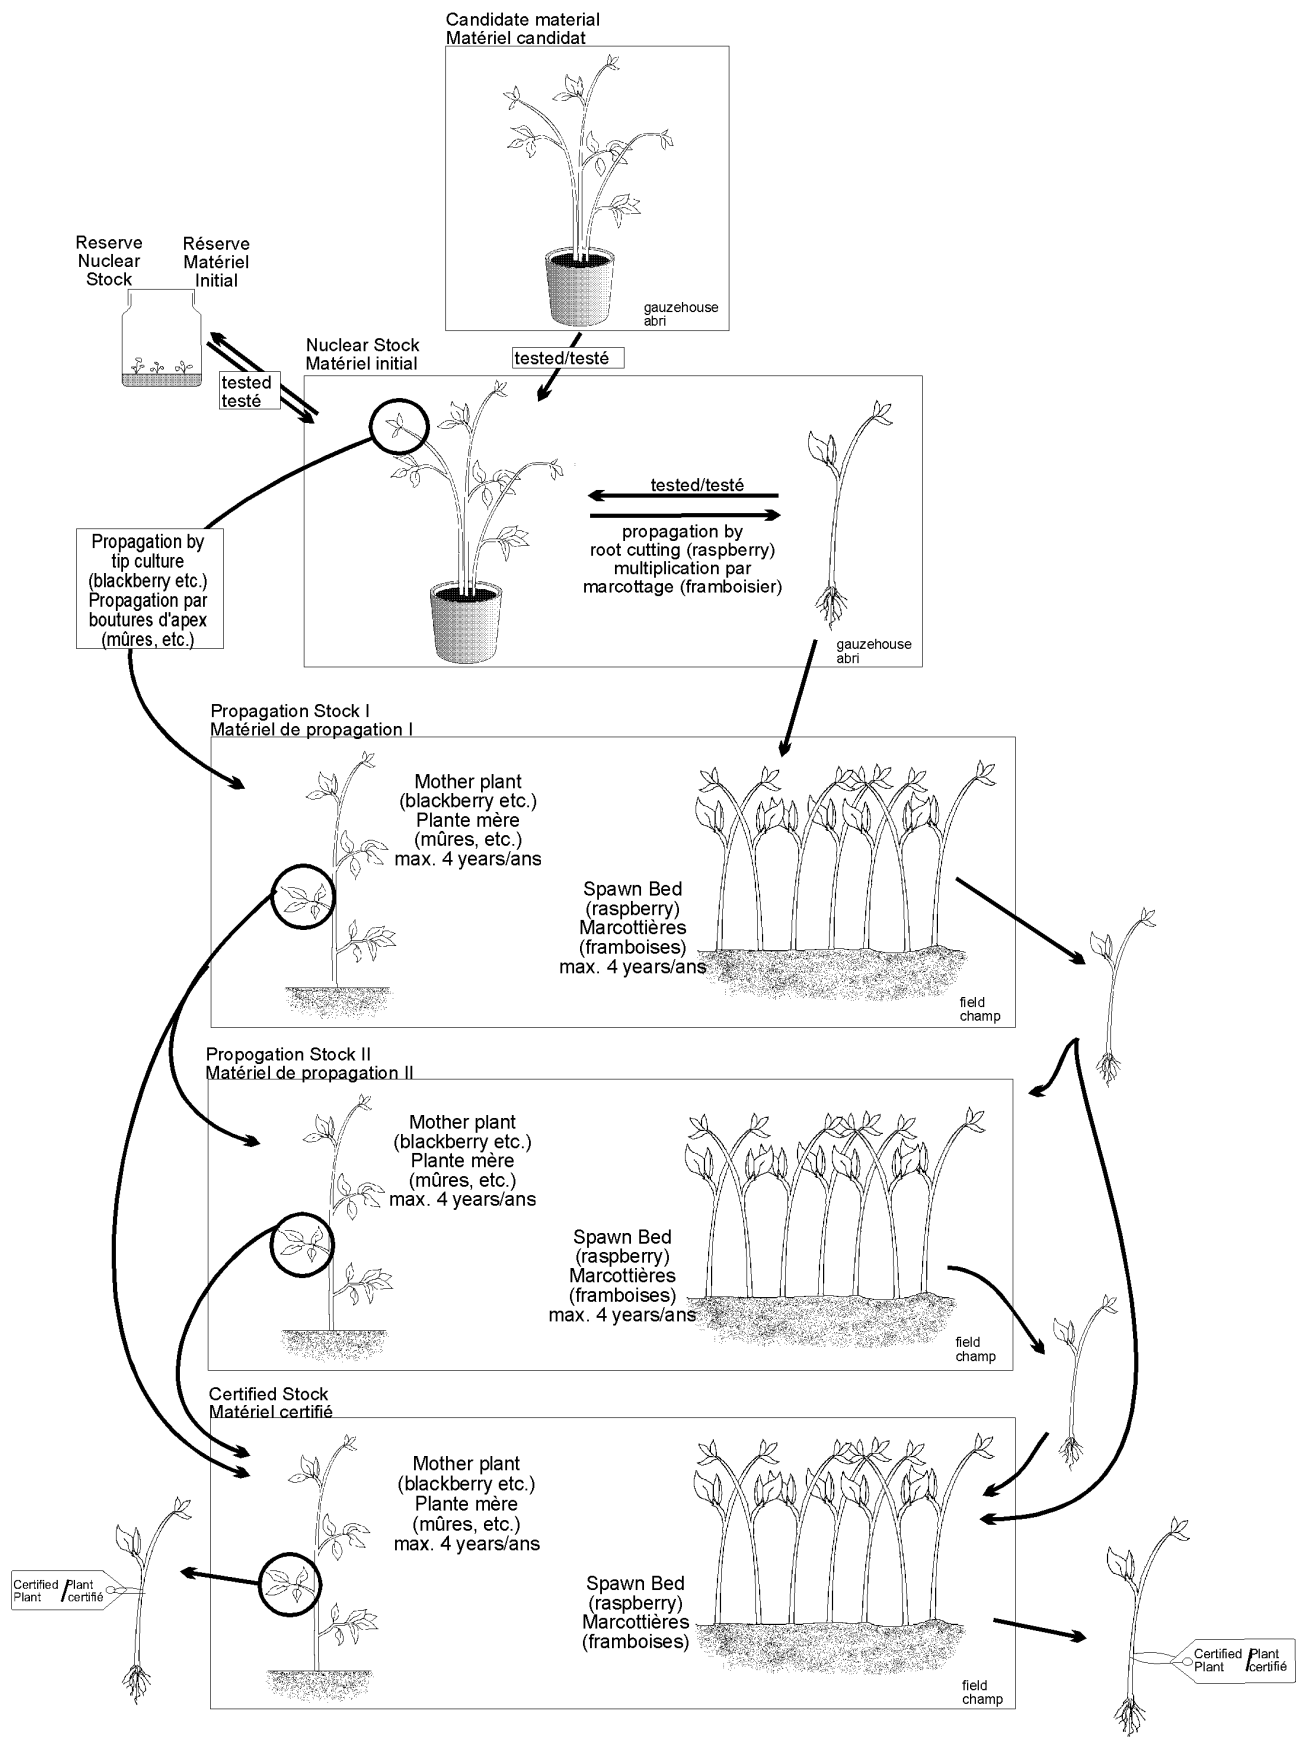 Candidate material
Matériel candidat
gauzehouse
abri
Reserve
Nuclear
Stock
Réserve
Matériel
Initial
tested/testé
tested
testé
Nuclear Stock
Matériel initial
tested/testé
propagation by
root cutting (raspberry)
multiplication par
marcottage (framboisier)
gauzehouse
abri
Propagation by
tip culture
(blackberry etc.)
Propagation par
boutures d'apex
(mûres, etc.)
Propagation Stock I
Matériel de propagation I
Mother plant
(blackberry etc.)
Plante mère
(mûres, etc.)
max. 4 years/ans
Spawn Bed
(raspberry)
Marcottières
(framboises)
max. 4 years/ans
field
champ
Propogation Stock II
Matériel de propagation II
Mother plant
(blackberry etc.)
Plante mère
(mûres, etc.)
max. 4 years/ans
Spawn Bed
(raspberry)
Marcottières
(framboises)
max. 4 years/ans
field
champ
Certified Stock
Matériel certifié
Mother plant
(blackberry etc.)
Plante mère
(mûres, etc.)
max. 4 years/ans
Spawn Bed
(raspberry)
Marcottières
(framboises)
field
champ
Certified / Plant
Plant / certifié
Certified / Plant
Plant / certifié